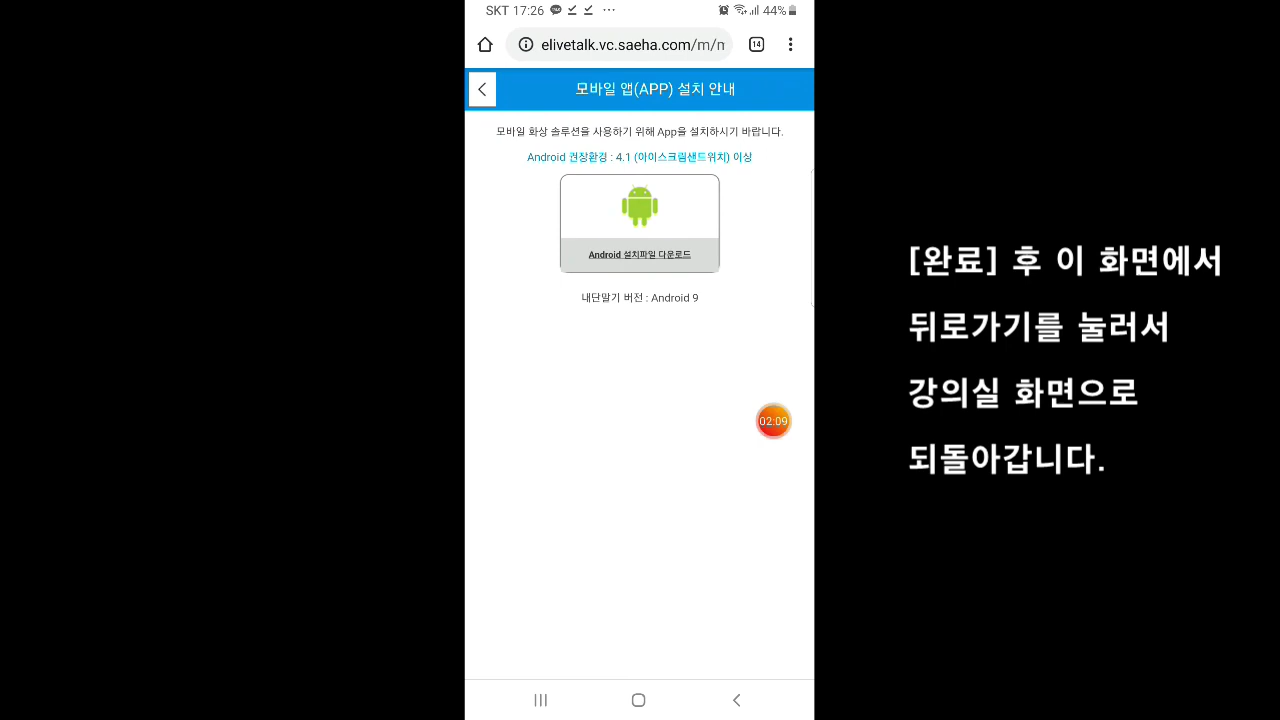 SKT 17:26 ··· 44%
elivetalk.vc.saeha.com/m/n 14
모바일 앱(APP) 설치 안내
모바일 화상 솔루션을 사용하기 위해 App을 설치하시기 바랍니다.
Android 권장환경 : 4.1 (아이스크림샌드위치) 이상
Android 설치파일 다운로드
내단말기 버전 : Android 9
02:09
[완료] 후 이 화면에서
뒤로가기를 눌러서
강의실 화면으로
되돌아갑니다.